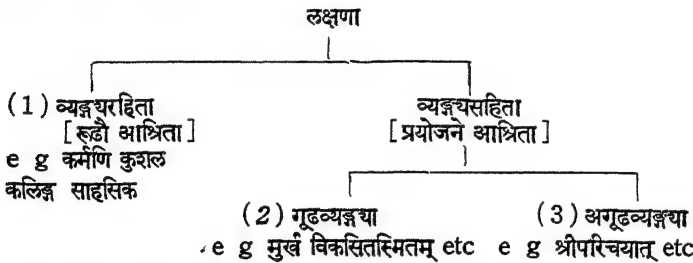 लक्षणा
(1) व्यङ्ग्यरहिता व्यङ्ग्यसहिता
[रूढौ आश्रिता] [प्रयोजने आश्रिता]
e g कर्मणि कुशल
कलिङ्ग साहसिक
(2) गूढव्यङ्ग्या (3) अगूढव्यङ्ग्या
e g मुखं विकसितस्मितम् etc e g श्रीपरिचयात् etc